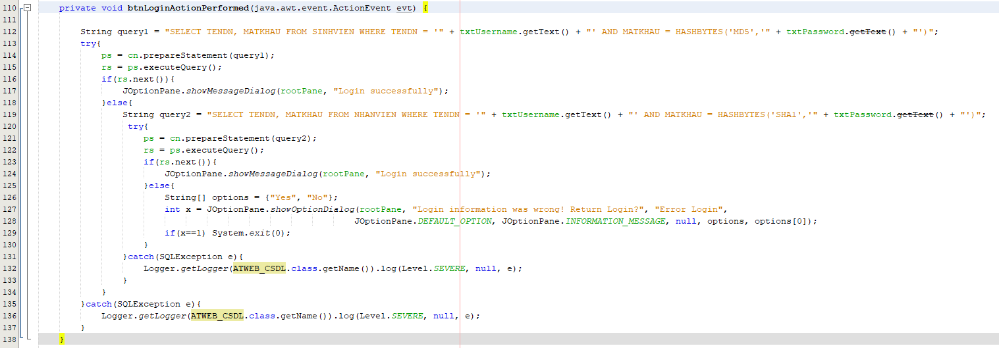 110 private void btnLoginActionPerformed(java.awt.event.ActionEvent evt) {
111
112 String query1 = "SELECT TENDN, MATKHAU FROM SINHVIEN WHERE TENDN = '" + txtUsername.getText() + "' AND MATKHAU = HASHBYTES('MD5','" + txtPassword.getText() + "')";
113 try{
114 ps = cn.prepareStatement(query1);
115 rs = ps.executeQuery();
116 if(rs.next()){
117 JOptionPane.showMessageDialog(rootPane, "Login successfully");
118 }else{
119 String query2 = "SELECT TENDN, MATKHAU FROM NHANVIEN WHERE TENDN = '" + txtUsername.getText() + "' AND MATKHAU = HASHBYTES('SHA1','" + txtPassword.getText() + "')";
120 try{
121 ps = cn.prepareStatement(query2);
122 rs = ps.executeQuery();
123 if(rs.next()){
124 JOptionPane.showMessageDialog(rootPane, "Login successfully");
125 }else{
126 String[] options = {"Yes", "No"};
127 int x = JOptionPane.showOptionDialog(rootPane, "Login information was wrong! Return Login?", "Error Login",
128 JOptionPane.DEFAULT_OPTION, JOptionPane.INFORMATION_MESSAGE, null, options, options[0]);
129 if(x==1) System.exit(0);
130 }
131 }catch(SQLException e){
132 Logger.getLogger(ATWEB_CSDL.class.getName()).log(Level.SEVERE, null, e);
133 }
134 }
135 }catch(SQLException e){
136 Logger.getLogger(ATWEB_CSDL.class.getName()).log(Level.SEVERE, null, e);
137 }
138 }